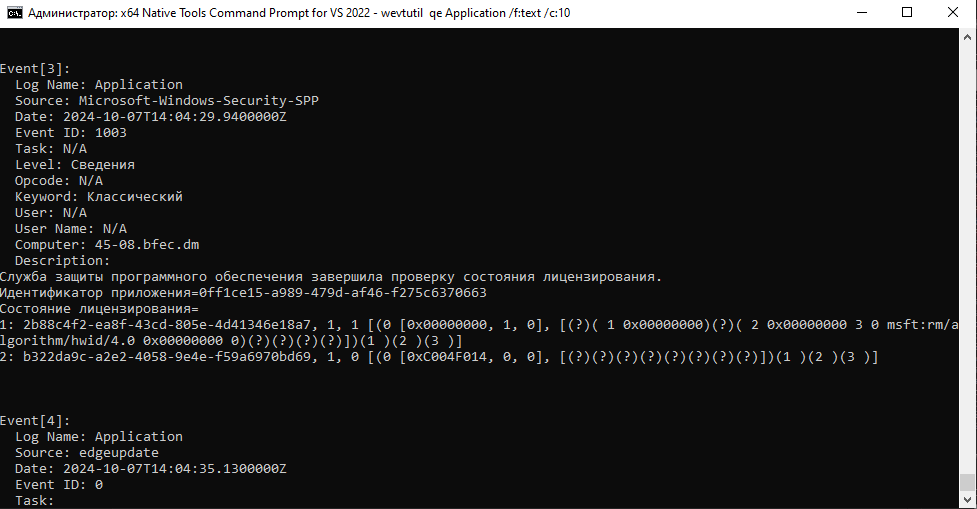 Администратор: x64 Native Tools Command Prompt for VS 2022 - wevtutil  qe Application /f:text /c:10
Event[3]:
  Log Name: Application
  Source: Microsoft-Windows-Security-SPP
  Date: 2024-10-07T14:04:29.9400000Z
  Event ID: 1003
  Task: N/A
  Level: Сведения
  Opcode: N/A
  Keyword: Классический
  User: N/A
  User Name: N/A
  Computer: 45-08.bfec.dm
  Description:
Служба защиты программного обеспечения завершила проверку состояния лицензирования.
Идентификатор приложения=0ff1ce15-a989-479d-af46-f275c6370663
Состояние лицензирования=
1: 2b88c4f2-ea8f-43cd-805e-4d41346e18a7, 1, 1 [(0 [0x00000000, 1, 0], [(?)( 1 0x00000000)(?)( 2 0x00000000 3 0 msft:rm/a
lgorithm/hwid/4.0 0x00000000 0)(?)(?)(?)(?)])(1 )(2 )(3 )]
2: b322da9c-a2e2-4058-9e4e-f59a6970bd69, 1, 0 [(0 [0xC004F014, 0, 0], [(?)(?)(?)(?)(?)(?)(?)(?)])(1 )(2 )(3 )]
Event[4]:
  Log Name: Application
  Source: edgeupdate
  Date: 2024-10-07T14:04:35.1300000Z
  Event ID: 0
  Task: